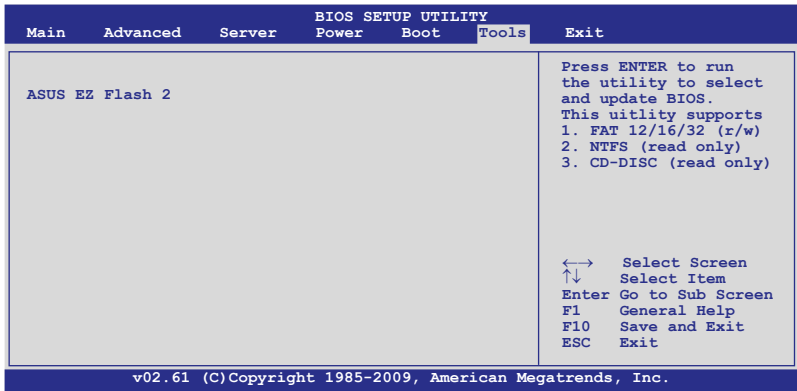 BIOS SETUP UTILITY
Main Advanced Server Power Boot Tools Exit
ASUS EZ Flash 2
Press ENTER to run
the utility to select
and update BIOS.
This uitlity supports
1. FAT 12/16/32 (r/w)
2. NTFS (read only)
3. CD-DISC (read only)
←→ Select Screen
↑↓ Select Item
Enter Go to Sub Screen
F1 General Help
F10 Save and Exit
ESC Exit
v02.61 (C)Copyright 1985-2009, American Megatrends, Inc.